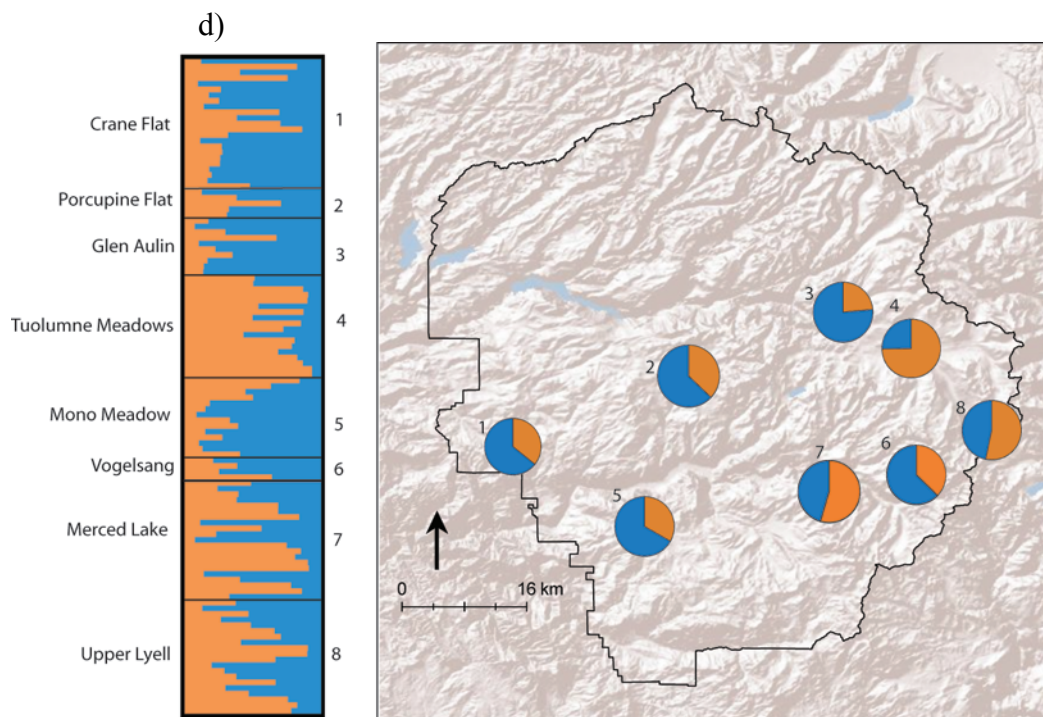 d)
Crane Flat 1
Porcupine Flat 2
Glen Aulin 3
Tuolumne Meadows 4
Mono Meadow 5
Vogelsang 6
Merced Lake 7
Upper Lyell 8
3
4
2
8
1
6
7
5
0 16 km